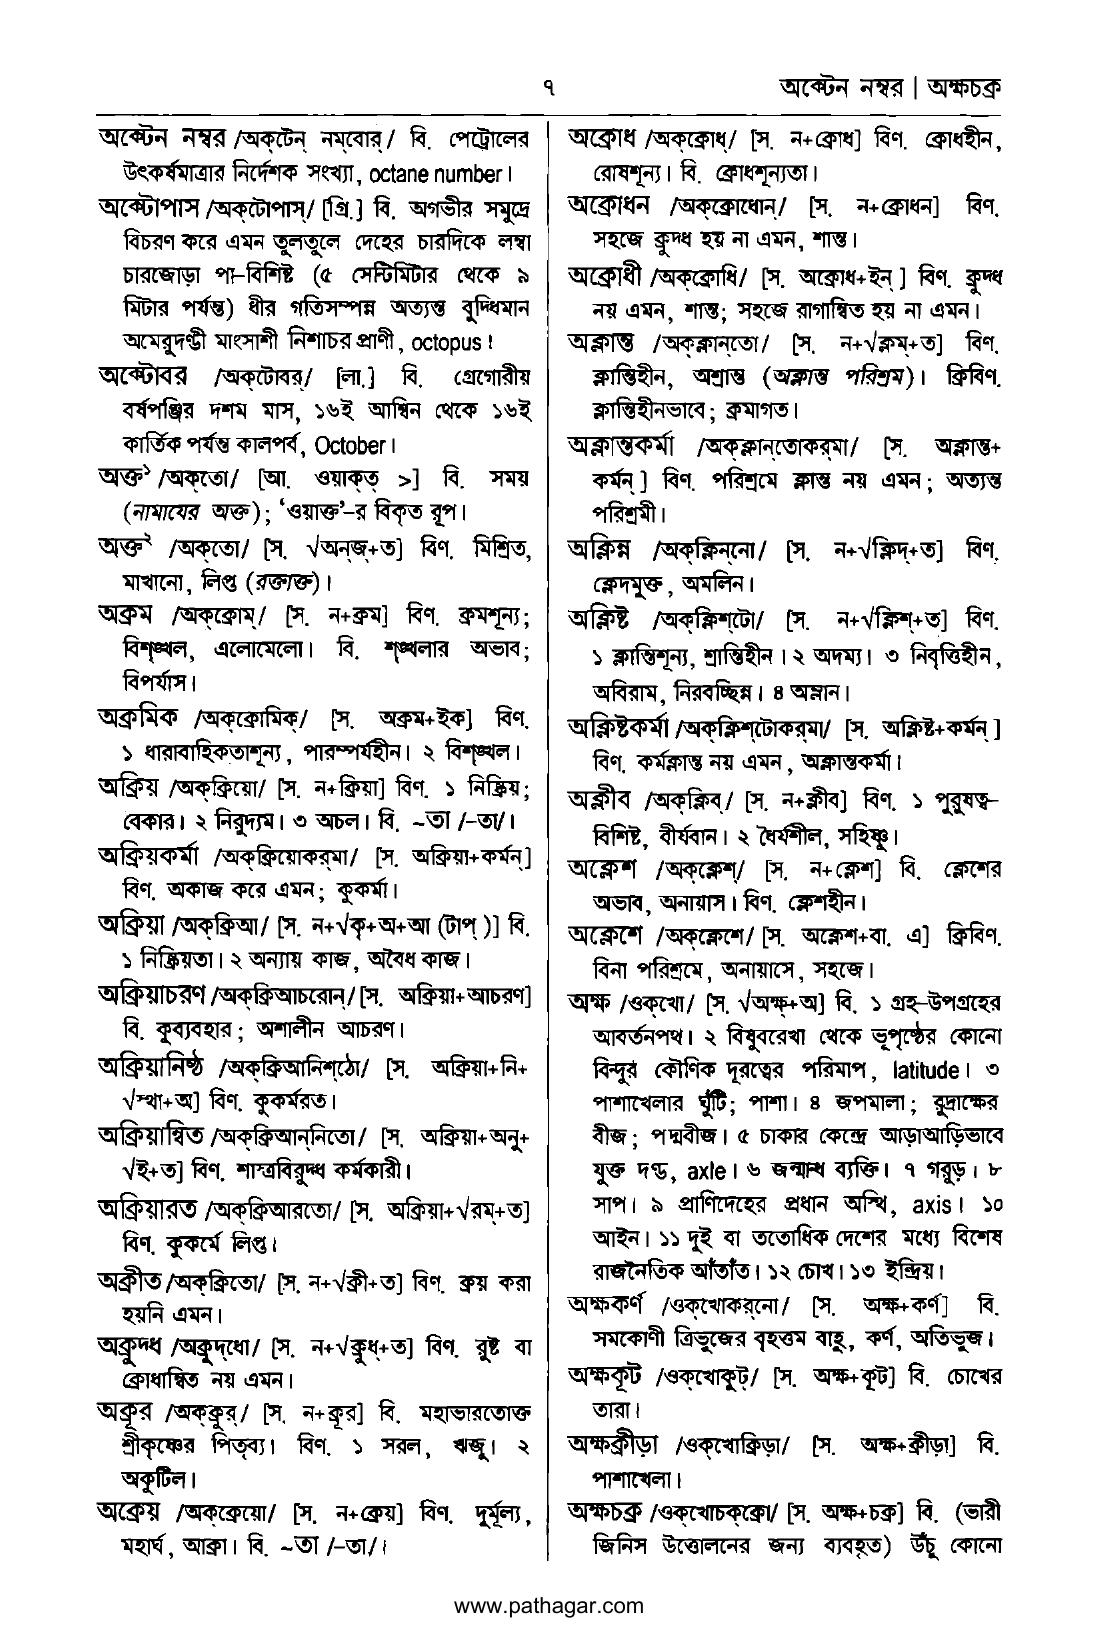 ৭
অক্টেন নম্বর | অক্ষচক্র
অক্টেন নম্বর /অক্‌টেন্ নম্‌বোর্/ বি. পেট্রোলের
উৎকর্ষমাত্রার নির্দেশক সংখ্যা, octane number।
অক্টোপাস /অক্‌টোপাস্/ [গ্রি.] বি. অগভীর সমুদ্রে
বিচরণ করে এমন তুলতুলে দেহের চারদিকে লম্বা
চারজোড়া পা-বিশিষ্ট (৫ সেন্টিমিটার থেকে ৯
মিটার পর্যন্ত) ধীর গতিসম্পন্ন অত্যন্ত বুদ্ধিমান
অমেরুদণ্ডী মাংসাশী নিশাচর প্রাণী, octopus।
অক্টোবর /অক্‌টোবর্/ [লা.] বি. গ্রেগোরীয়
বর্ষপঞ্জির দশম মাস, ১৬ই আশ্বিন থেকে ১৬ই
কার্তিক পর্যন্ত কালপর্ব, October।
অক্ত১ /অক্‌তো/ [আ. ওয়াক্‌ত্ >] বি. সময়
(নামাযের অক্ত); ‘ওয়াক্ত’-র বিকৃত রূপ।
অক্ত২ /অক্‌তো/ [স. √অন্‌জ্+ত] বিণ. মিশ্রিত,
মাখানো, লিপ্ত (রক্তাক্ত)।
অক্রম /অক্‌ক্রোম্/ [স. ন+ক্রম] বিণ. ক্রমশূন্য;
বিশৃঙ্খল, এলোমেলো। বি. শৃঙ্খলার অভাব;
বিপর্যাস।
অক্রমিক /অক্‌ক্রোমিক্/ [স. অক্রম+ইক] বিণ.
১ ধারাবাহিকতাশূন্য, পারম্পর্যহীন। ২ বিশৃঙ্খল।
অক্রিয় /অক্‌ক্রিয়ো/ [স. ন+ক্রিয়া] বিণ. ১ নিষ্ক্রিয়;
বেকার। ২ নিরুদ্যম। ৩ অচল। বি. ~তা /-তা/।
অক্রিয়কর্মা /অক্‌ক্রিয়োকর্‌মা/ [স. অক্রিয়া+কর্মন্]
বিণ. অকাজ করে এমন; কুকর্মা।
অক্রিয়া /অক্‌ক্রিআ/ [স. ন+√কৃ+অ+আ (টাপ্)] বি.
১ নিষ্ক্রিয়তা। ২ অন্যায় কাজ, অবৈধ কাজ।
অক্রিয়াচরণ /অক্‌ক্রিআচরোন্/ [স. অক্রিয়া+আচরণ]
বি. কুব্যবহার; অশালীন আচরণ।
অক্রিয়ানিষ্ঠ /অক্‌ক্রিআনিশ্‌ঠো/ [স. অক্রিয়া+নি+
√স্থা+অ] বিণ. কুকর্মরত।
অক্রিয়ান্বিত /অক্‌ক্রিআন্‌নিতো/ [স. অক্রিয়া+অনু+
√ই+ত] বিণ. শাস্ত্রবিরুদ্ধ কর্মকারী।
অক্রিয়ারত /অক্‌ক্রিআরতো/ [স. অক্রিয়া+√রম্+ত]
বিণ. কুকর্মে লিপ্ত।
অক্রীত /অক্‌ক্রিতো/ [স. ন+√ক্রী+ত] বিণ. ক্রয় করা
হয়নি এমন।
অক্রুদ্ধ /অক্রুদ্‌ধো/ [স. ন+√ক্রুধ্+ত] বিণ. রুষ্ট বা
ক্রোধান্বিত নয় এমন।
অক্রূর /অক্‌ক্রুর্/ [স. ন+ক্রূর] বি. মহাভারতোক্ত
শ্রীকৃষ্ণের পিতৃব্য। বিণ. ১ সরল, ঋজু। ২
অকুটিল।
অক্রেয় /অক্‌ক্রেয়ো/ [স. ন+ক্রেয়] বিণ. দুর্মূল্য,
মহার্ঘ, আক্রা। বি. ~তা /-তা/।
অক্রোধ /অক্‌ক্রোধ্/ [স. ন+ক্রোধ] বিণ. ক্রোধহীন,
রোষশূন্য। বি. ক্রোধশূন্যতা।
অক্রোধন /অক্‌ক্রোধোন/ [স. ন+ক্রোধন] বিণ.
সহজে ক্রুদ্ধ হয় না এমন, শান্ত।
অক্রোধী /অক্‌ক্রোধি/ [স. অক্রোধ+ইন্] বিণ. ক্রুদ্ধ
নয় এমন, শান্ত; সহজে রাগান্বিত হয় না এমন।
অক্লান্ত /অক্‌ক্লান্‌তো/ [স. ন+√ক্লম্+ত] বিণ.
ক্লান্তিহীন, অশ্রান্ত (অক্লান্ত পরিশ্রম)। ক্রিবিণ.
ক্লান্তিহীনভাবে; ক্রমাগত।
অক্লান্তকর্মা /অক্‌ক্লান্‌তোকর্‌মা/ [স. অক্লান্ত+
কর্মন্] বিণ. পরিশ্রমে ক্লান্ত নয় এমন; অত্যন্ত
পরিশ্রমী।
অক্লিন্ন /অক্‌ক্লিন্‌নো/ [স. ন+√ক্লিদ্+ত] বিণ.
ক্লেদমুক্ত, অমলিন।
অক্লিষ্ট /অক্‌ক্লিশ্‌টো/ [স. ন+√ক্লিশ্+ত] বিণ.
১ ক্লান্তিশূন্য, শ্রান্তিহীন। ২ অদম্য। ৩ নিবৃত্তিহীন,
অবিরাম, নিরবচ্ছিন্ন। ৪ অম্লান।
অক্লিষ্টকর্মা /অক্‌ক্লিশ্‌টোকর্‌মা/ [স. অক্লিষ্ট+কর্মন্]
বিণ. কর্মক্লান্ত নয় এমন, অক্লান্তকর্মা।
অক্লীব /অক্‌ক্লিব্/ [স. ন+ক্লীব] বিণ. ১ পুরুষত্ব-
বিশিষ্ট, বীর্যবান। ২ ধৈর্যশীল, সহিষ্ণু।
অক্লেশ /অক্‌ক্লেশ্/ [স. ন+ক্লেশ] বি. ক্লেশের
অভাব, অনায়াস। বিণ. ক্লেশহীন।
অক্লেশে /অক্‌ক্লেশে/ [স. অক্লেশ+বা. এ] ক্রিবিণ.
বিনা পরিশ্রমে, অনায়াসে, সহজে।
অক্ষ /ওক্‌খো/ [স. √অক্ষ্+অ] বি. ১ গ্রহ-উপগ্রহের
আবর্তনপথ। ২ বিষুবরেখা থেকে ভূপৃষ্ঠের কোনো
বিন্দুর কৌণিক দূরত্বের পরিমাপ, latitude। ৩
পাশাখেলার ঘুঁটি; পাশা। ৪ জপমালা; রুদ্রাক্ষের
বীজ; পদ্মবীজ। ৫ চাকার কেন্দ্রে আড়াআড়িভাবে
যুক্ত দণ্ড, axle। ৬ জন্মান্ধ ব্যক্তি। ৭ গরুড়। ৮
সাপ। ৯ প্রাণিদেহের প্রধান অস্থি, axis। ১০
আইন। ১১ দুই বা ততোধিক দেশের মধ্যে বিশেষ
রাজনৈতিক আঁতাঁত। ১২ চোখ। ১৩ ইন্দ্রিয়।
অক্ষকর্ণ /ওক্‌খোকর্‌নো/ [স. অক্ষ+কর্ণ] বি.
সমকোণী ত্রিভুজের বৃহত্তম বাহু, কর্ণ, অতিভুজ।
অক্ষকূট /ওক্‌খোকুট্/ [স. অক্ষ+কূট] বি. চোখের
তারা।
অক্ষক্রীড়া /ওক্‌খোক্রিড়া/ [স. অক্ষ+ক্রীড়া] বি.
পাশাখেলা।
অক্ষচক্র /ওক্‌খোচক্‌ক্রো/ [স. অক্ষ+চক্র] বি. (ভারী
জিনিস উত্তোলনের জন্য ব্যবহৃত) উঁচু কোনো
www.pathagar.com